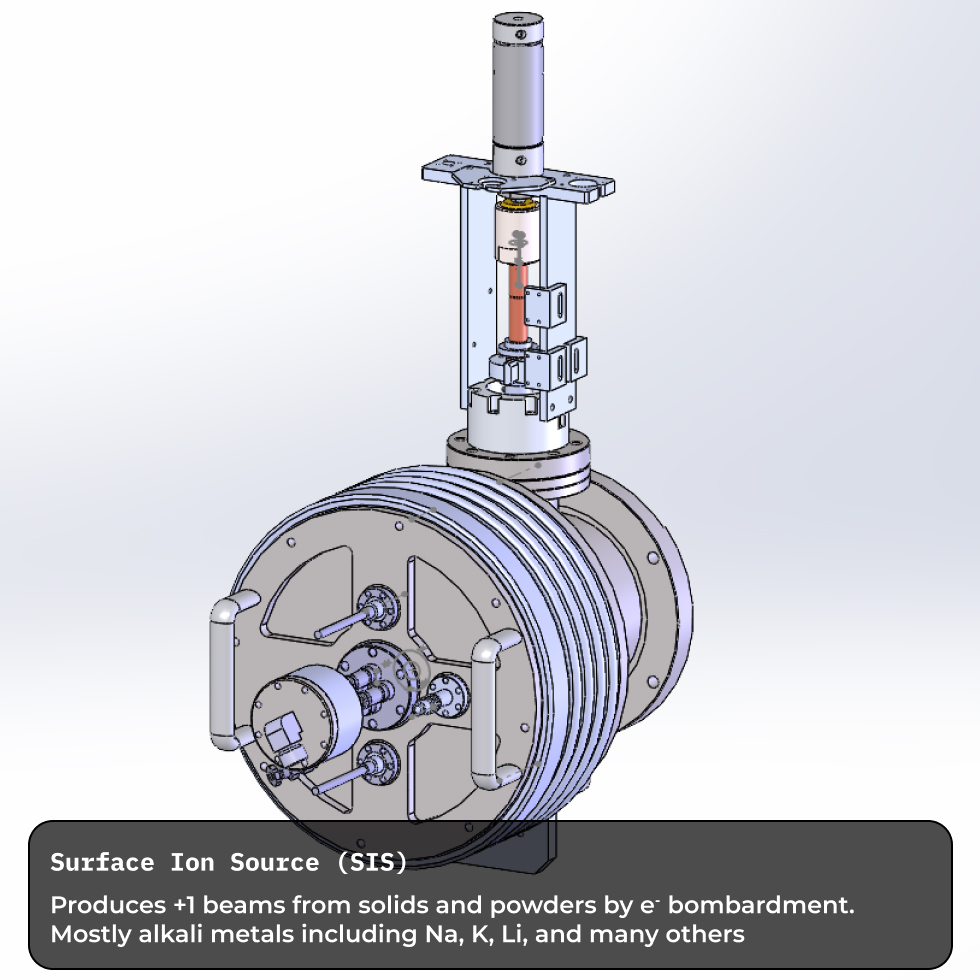 Surface Ion Source (SIS)
Produces +1 beams from solids and powders by e⁻ bombardment.
Mostly alkali metals including Na, K, Li, and many others